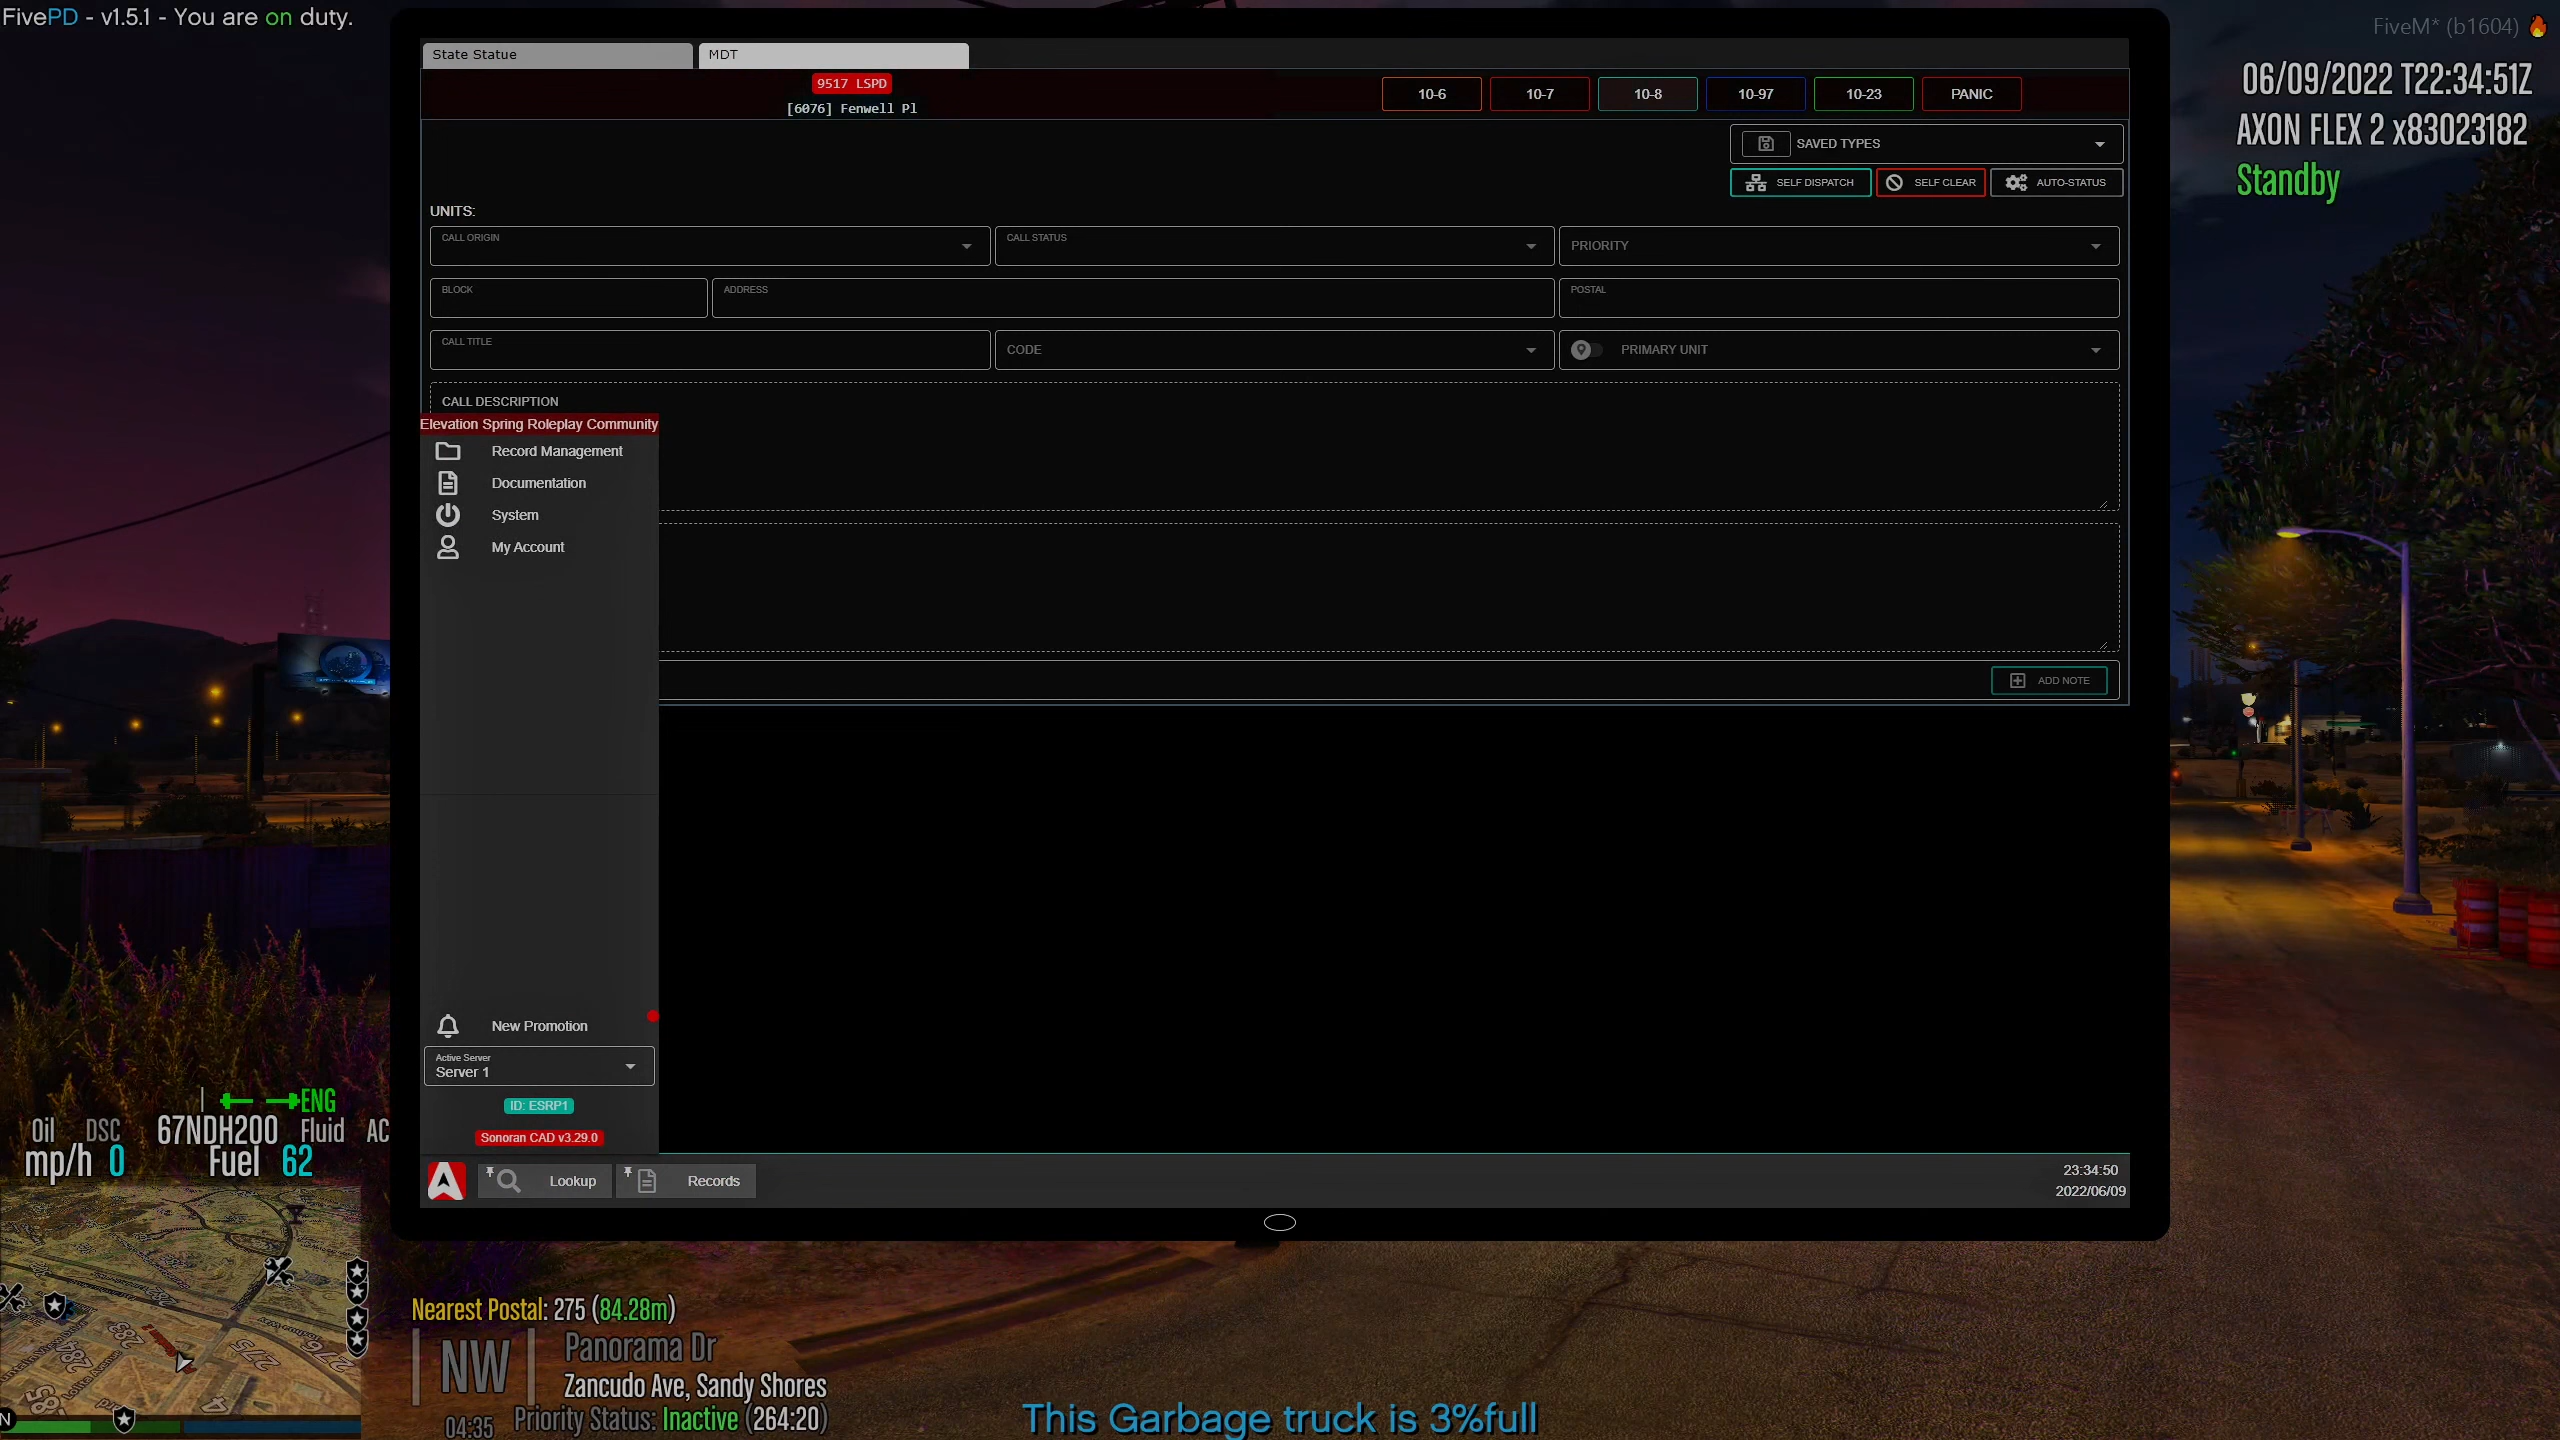 FivePD - v1.5.1 - You are on duty.
FiveM* (b1604)
06/09/2022 T22:34:51Z
AXON FLEX 2 x83023182
Standby
State Statue
MDT
9517 LSPD
[6076] Fenwell Pl
10-6
10-7
10-8
10-97
10-23
PANIC
SAVED TYPES
SELF DISPATCH
SELF CLEAR
AUTO-STATUS
UNITS:
CALL ORIGIN
CALL STATUS
PRIORITY
BLOCK
ADDRESS
POSTAL
CALL TITLE
CODE
PRIMARY UNIT
CALL DESCRIPTION
Elevation Spring Roleplay Community
Record Management
Documentation
System
My Account
ADD NOTE
New Promotion
Active Server
Server 1
ID: ESRP1
Sonoran CAD v3.29.0
Lookup
Records
23:34:50
2022/06/09
ENG
Oil DSC 67NDH200 Fluid AC
mp/h 0 Fuel 62
Nearest Postal: 275 (84.28m)
NW
Panorama Dr
Zancudo Ave, Sandy Shores
04:35 Priority Status: Inactive (264:20)
This Garbage truck is 3%full
283
284
275
276
N